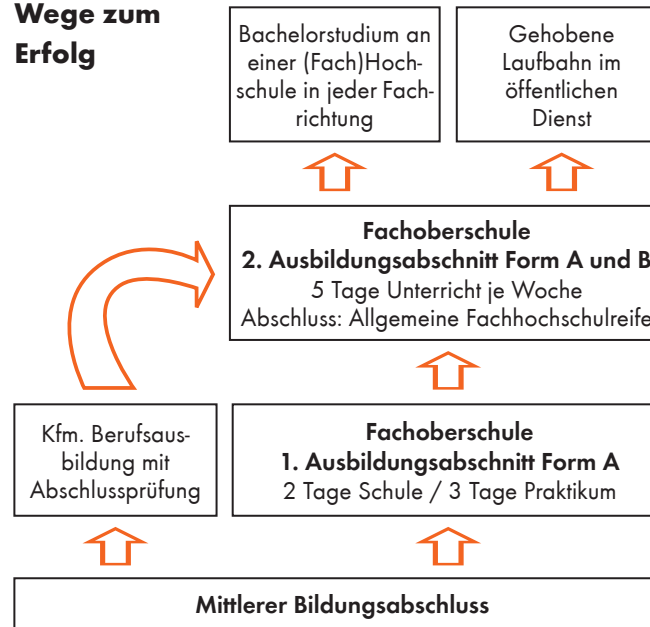 Wege zum
Erfolg
Bachelorstudium an
einer (Fach)Hoch-
schule in jeder Fach-
richtung
Gehobene
Laufbahn im
öffentlichen
Dienst
Fachoberschule
2. Ausbildungsabschnitt Form A und B
5 Tage Unterricht je Woche
Abschluss: Allgemeine Fachhochschulreife
Kfm. Berufsaus-
bildung mit
Abschlussprüfung
Fachoberschule
1. Ausbildungsabschnitt Form A
2 Tage Schule / 3 Tage Praktikum
Mittlerer Bildungsabschluss